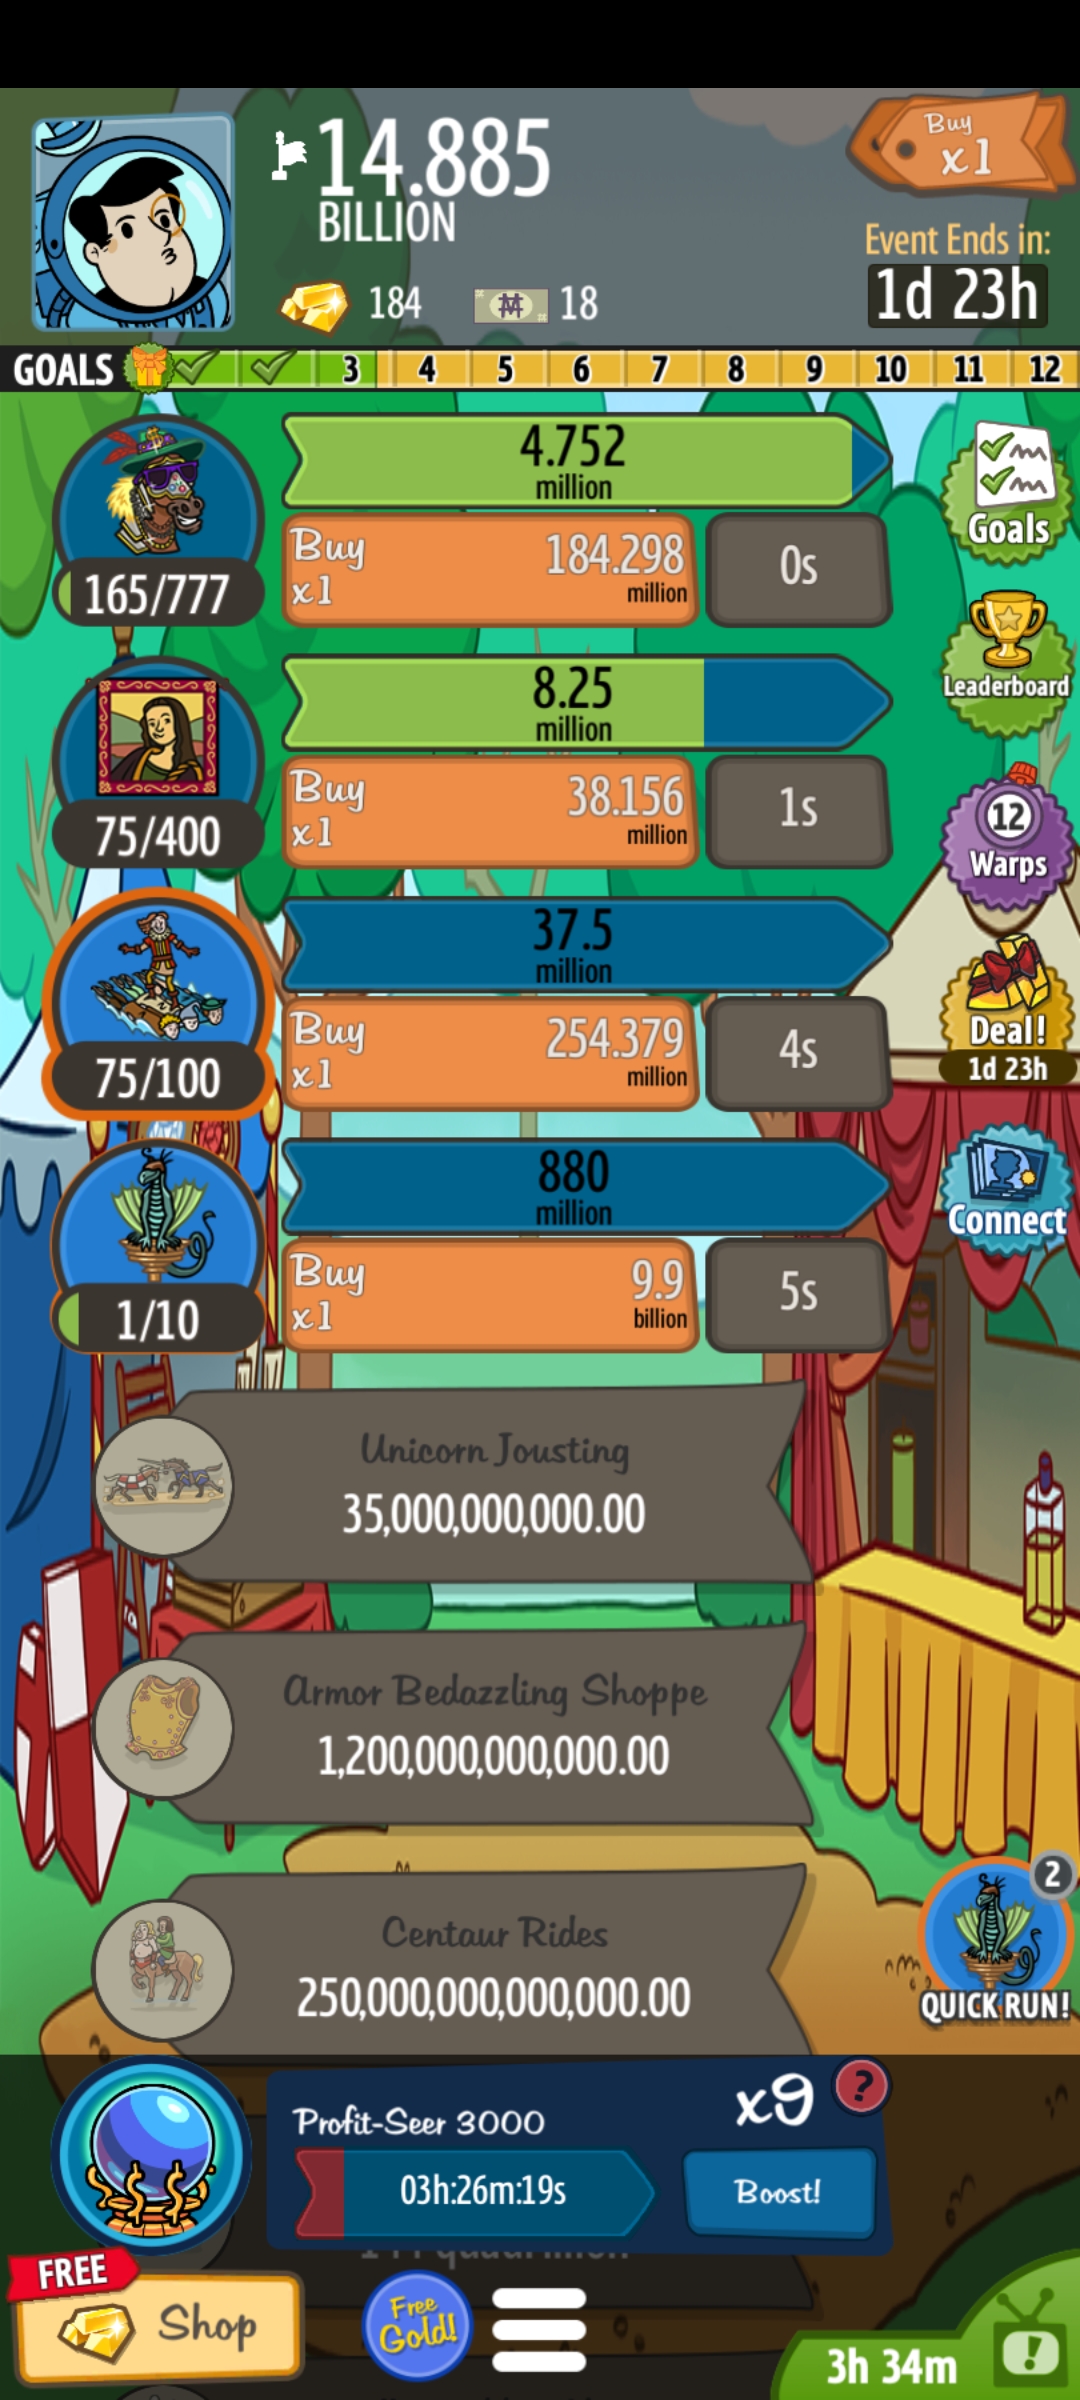 14.885
BILLION
Buy
x1
Event Ends in:
1d 23h
184
18
GOALS 3 4 5 6 7 8 9 10 11 12
4.752
million
Buy
x1
184.298
million
0s
165/777
Goals
8.25
million
Leaderboard
Buy
x1
38.156
million
1s
75/400
12
Warps
37.5
million
Buy
x1
254.379
million
4s
75/100
Deal!
1d 23h
880
million
Connect
Buy
x1
9.9
billion
5s
1/10
Unicorn Jousting
35,000,000,000.00
Armor Bedazzling Shoppe
1,200,000,000,000.00
Centaur Rides
250,000,000,000,000.00
2
QUICK RUN!
Profit-Seer 3000
x9
?
03h:26m:19s
Boost!
FREE
Shop
Free
Gold!
3h 34m
!